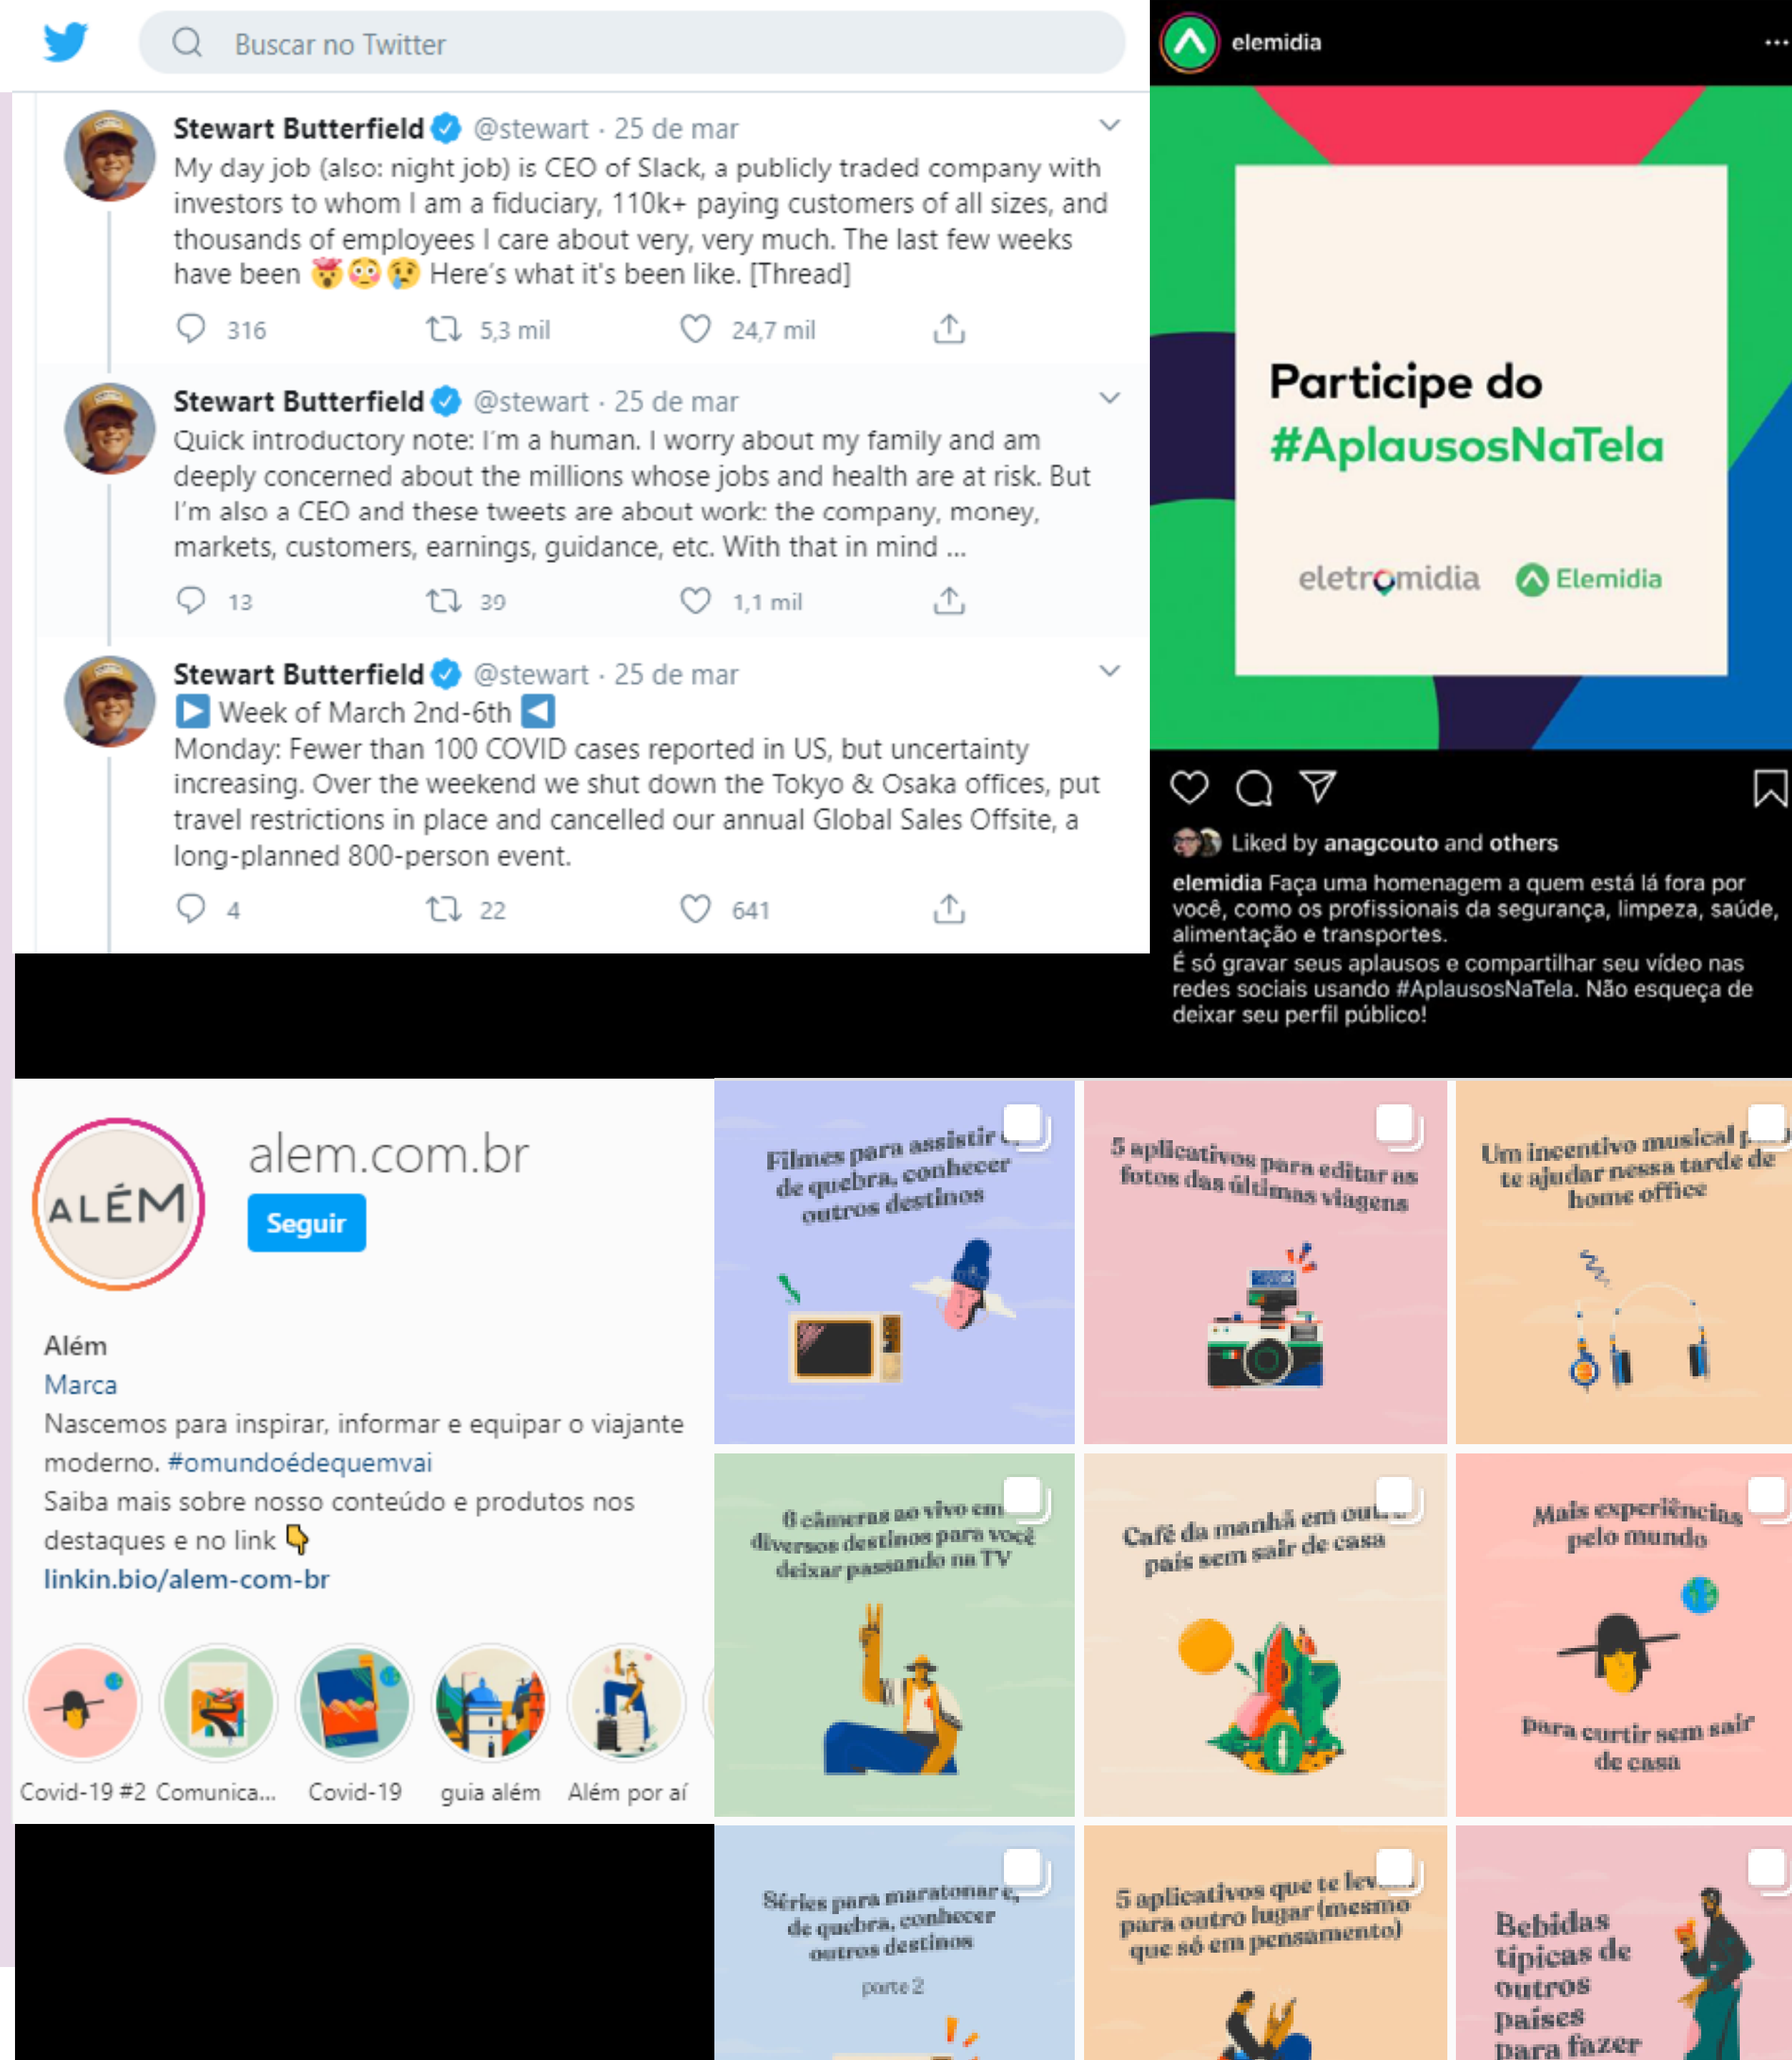 Buscar no Twitter
Stewart Butterfield @stewart · 25 de mar
My day job (also: night job) is CEO of Slack, a publicly traded company with
investors to whom I am a fiduciary, 110k+ paying customers of all sizes, and
thousands of employees I care about very, very much. The last few weeks
have been 🤯😳😢 Here's what it's been like. [Thread]
316 5,3 mil 24,7 mil
Stewart Butterfield @stewart · 25 de mar
Quick introductory note: I'm a human. I worry about my family and am
deeply concerned about the millions whose jobs and health are at risk. But
I'm also a CEO and these tweets are about work: the company, money,
markets, customers, earnings, guidance, etc. With that in mind ...
13 39 1,1 mil
Stewart Butterfield @stewart · 25 de mar
▶ Week of March 2nd-6th ◀
Monday: Fewer than 100 COVID cases reported in US, but uncertainty
increasing. Over the weekend we shut down the Tokyo & Osaka offices, put
travel restrictions in place and cancelled our annual Global Sales Offsite, a
long-planned 800-person event.
4 22 641
elemidia
Participe do
#AplausosNaTela
eletromidia Elemidia
Liked by anagcouto and others
elemidia Faça uma homenagem a quem está lá fora por
você, como os profissionais da segurança, limpeza, saúde,
alimentação e transportes.
É só gravar seus aplausos e compartilhar seu vídeo nas
redes sociais usando #AplausosNaTela. Não esqueça de
deixar seu perfil público!
ALÉM
alem.com.br
Seguir
Além
Marca
Nascemos para inspirar, informar e equipar o viajante
moderno. #omundoédequemvai
Saiba mais sobre nosso conteúdo e produtos nos
destaques e no link 👇
linkin.bio/alem-com-br
Covid-19 #2 Comunica... Covid-19 guia além Além por aí
Filmes para assistir
de quebra, conhecer
outros destinos
5 aplicativos para editar as
fotos das últimas viagens
Um incentivo musical
te ajudar nessa tarde de
home office
6 câmeras ao vivo em
diversos destinos para você
deixar passando na TV
Café da manhã em
país sem sair de casa
Mais experiências
pelo mundo
para curtir sem sair
de casa
Séries para maratonar e,
de quebra, conhecer
outros destinos
parte 2
5 aplicativos que te
para outro lugar (mesmo
que só em pensamento)
Bebidas
típicas de
outros
países
para fazer